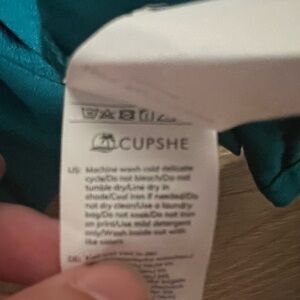 CUPSHE
US: Machine wash cold delicate
cycle/Do not bleach/Do not
tumble dry/Line dry in
shade/Cool iron if needed/Do
not dry clean/Use a laundry
bag/Do not soak/Do not iron
on print/Use mild detergent
only/Wash inside out with
like colors